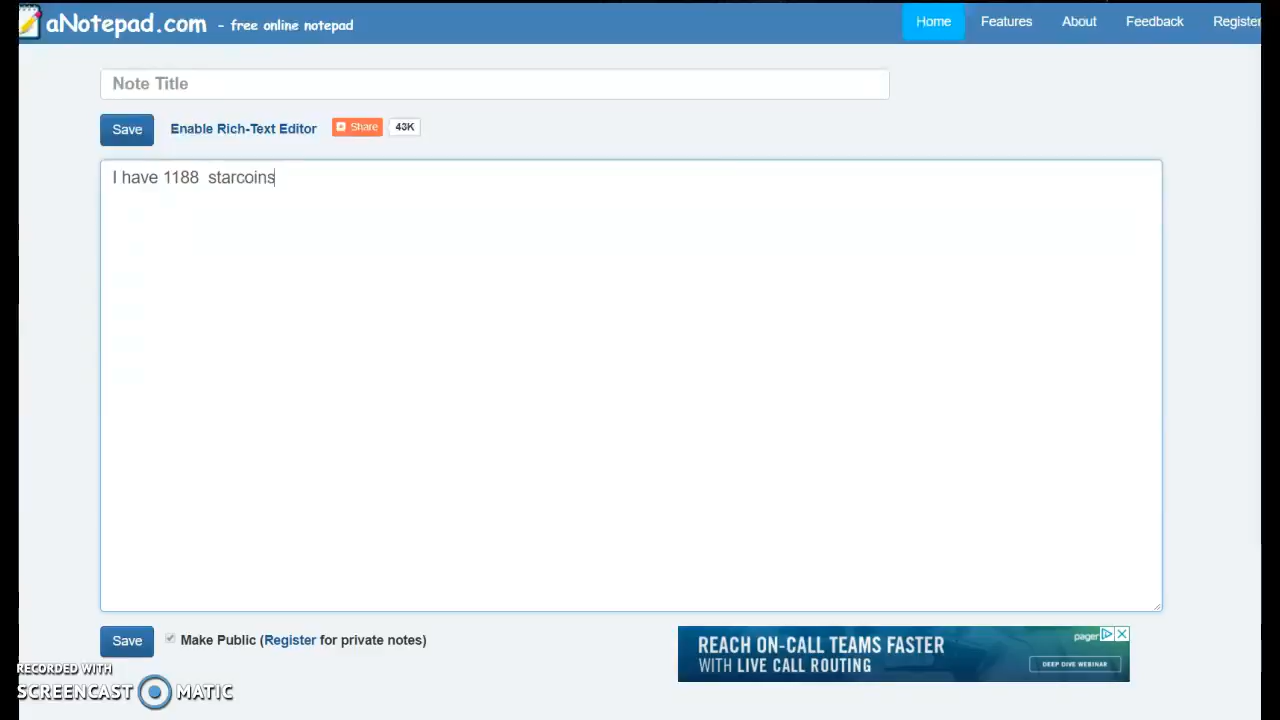 aNotepad.com - free online notepad
Home Features About Feedback Register
Note Title
Save Enable Rich-Text Editor Share 43K
I have 1188  starcoins
Save Make Public (Register for private notes)
REACH ON-CALL TEAMS FASTER
WITH LIVE CALL ROUTING
pager
DEEP DIVE WEBINAR
RECORDED WITH
SCREENCAST MATIC